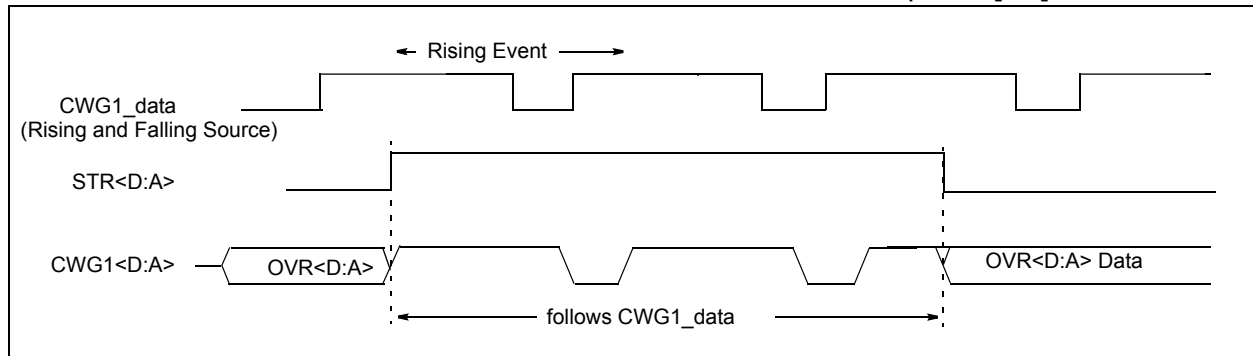 Rising Event
CWG1_data
(Rising and Falling Source)
STR<D:A>
CWG1<D:A>
OVR<D:A>
OVR<D:A> Data
follows CWG1_data